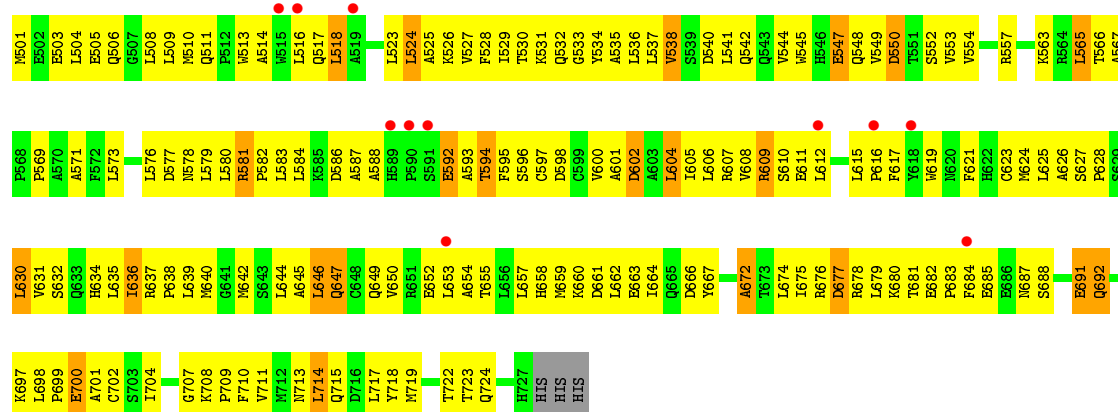 M501 E502 E503 L504 E505 Q506 G507 L508 L509 M510 Q511 P512 W513 A514 W515 L516 Q517 L518 A519 L523 L524 A525 K526 V527 F528 I529 T530 K531 Q532 G533 Y534 A535 L536 L537 V538 S539 D540 L541 Q542 Q543 V544 W545 H546 E547 Q548 V549 D550 T551 S552 V553 V554 R557 K563 R564 L565 T566 A567
P568 P569 A570 A571 F572 L573 L576 D577 N578 L579 L580 R581 P582 L583 L584 K585 D586 A587 A588 H589 P590 S591 E592 A593 T594 F595 S596 C597 D598 C599 V600 A601 D602 A603 L604 I605 L606 R607 V608 R609 S610 E611 L612 L615 P616 F617 Y618 W619 N620 F621 H622 C623 M624 L625 A626 S627 P628 S629
L630 V631 S632 Q633 H634 L635 I636 R637 P638 L639 M640 G641 M642 S643 L644 A645 L646 Q647 C648 Q649 V650 R651 E652 L653 A654 T655 L656 L657 H658 M659 K660 D661 L662 E663 I664 Q665 D666 Y667 A672 T673 L674 I675 R676 D677 R678 L679 K680 T681 E682 P683 F684 E685 E686 N687 S688 E691 Q692
K697 L698 P699 E700 A701 C702 S703 I704 G707 K708 P709 F710 V711 M712 N713 L714 Q715 D716 L717 Y718 M719 T722 T723 Q724 H727 HIS HIS HIS